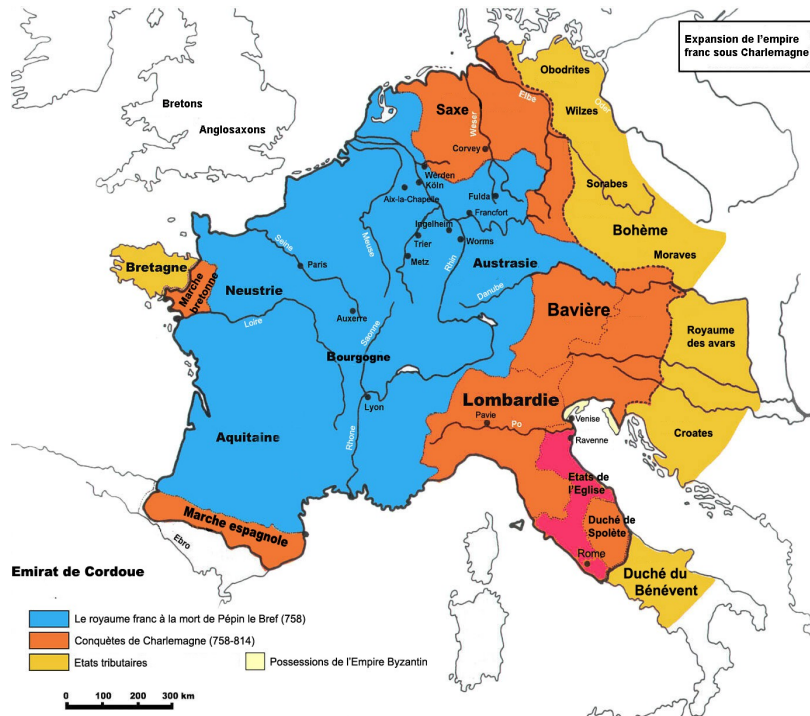 Expansion de l'empire
franc sous Charlemagne
Obodrites
Bretons
Wilzes
Oder
Elbe
Saxe
Weser
Anglosaxons
Corvey
Werden
Köln
Aix-la-Chapelle
Fulda
Sorabes
Francfort
Ingelheim
Bohème
Trier
Worms
Seine
Meuse
Moraves
Metz
Rhin
Austrasie
Bretagne
Paris
Marche
bretonne
Neustrie
Danube
Bavière
Auxerre
Loire
Saonne
Royaume
des avars
Bourgogne
Lombardie
Lyon
Pavie
Po
Venise
Croates
Aquitaine
Rhone
Ravenne
Etats de
l'Eglise
Marche espagnole
Duché de
Spolète
Ebro
Rome
Emirat de Cordoue
Duché du
Bénévent
Le royaume franc à la mort de Pépin le Bref (758)
Conquètes de Charlemagne (758-814)
Etats tributaires
Possessions de l'Empire Byzantin
0 100 200 300 km